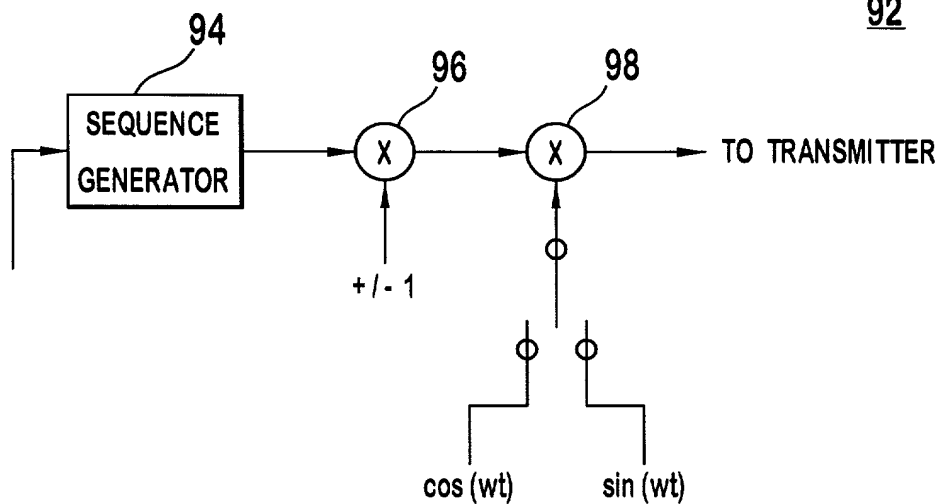 92
94
96
98
SEQUENCE
GENERATOR
X
X
TO TRANSMITTER
+/- 1
cos (wt)
sin (wt)